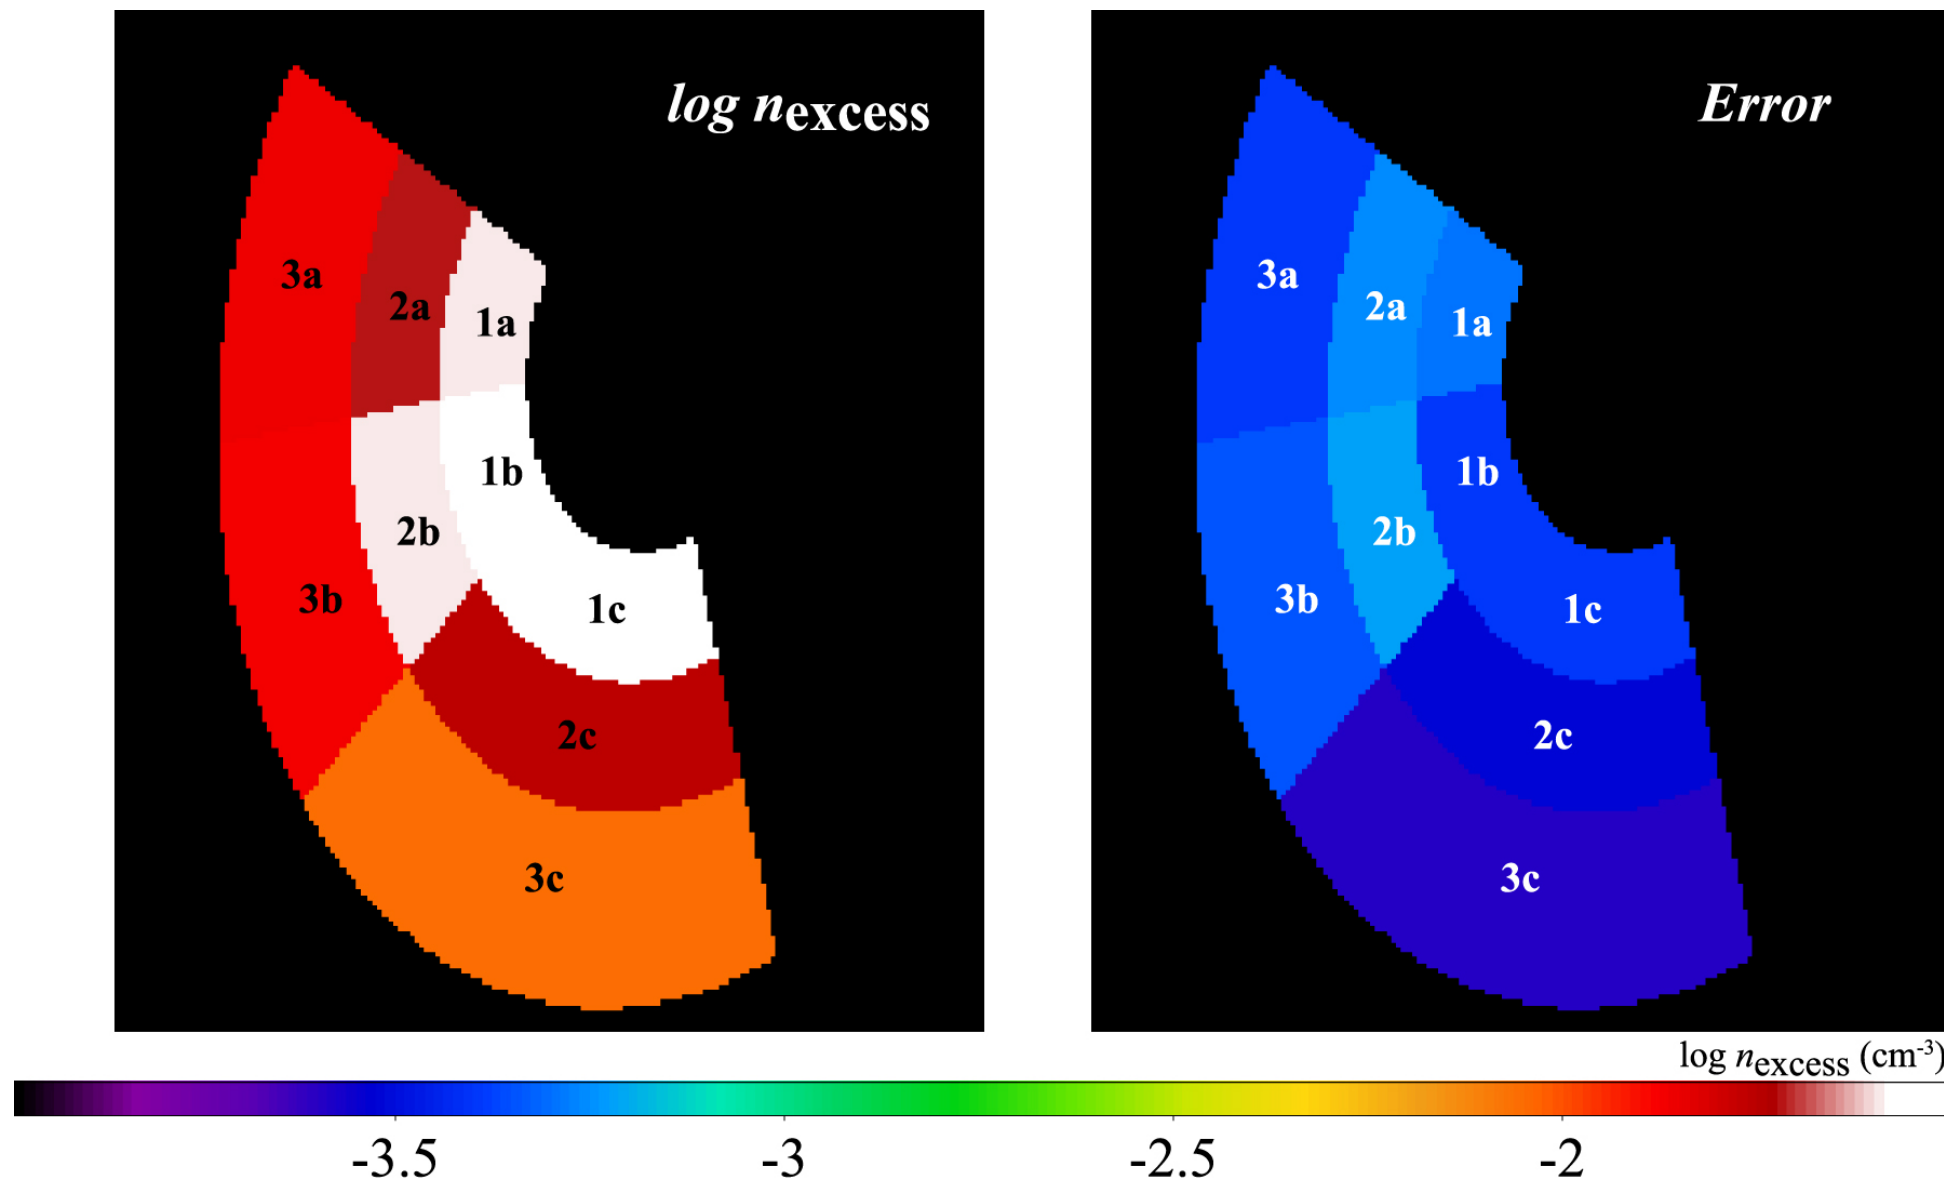 log nexcess
3a
2a
1a
1b
2b
3b
1c
2c
3c
Error
3a
2a
1a
1b
2b
3b
1c
2c
3c
log nexcess (cm-3)
-3.5 -3 -2.5 -2